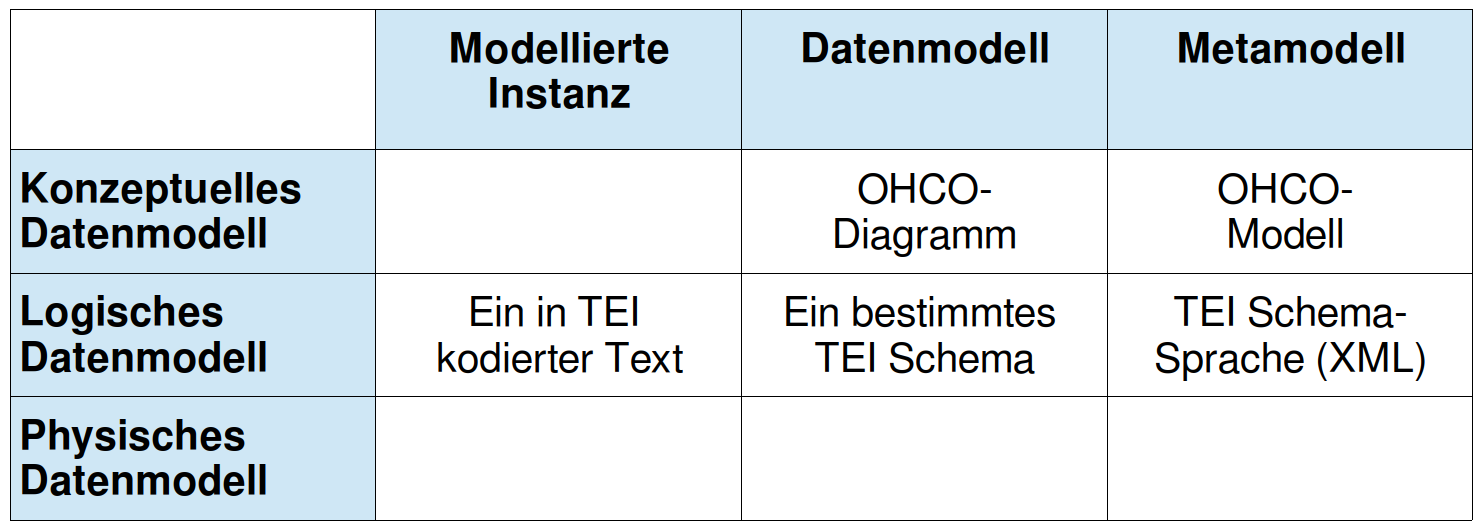 Modellierte
Instanz
Datenmodell
Metamodell
Konzeptuelles
Datenmodell
OHCO-
Diagramm
OHCO-
Modell
Logisches
Datenmodell
Ein in TEI
kodierter Text
Ein bestimmtes
TEI Schema
TEI Schema-
Sprache (XML)
Physisches
Datenmodell